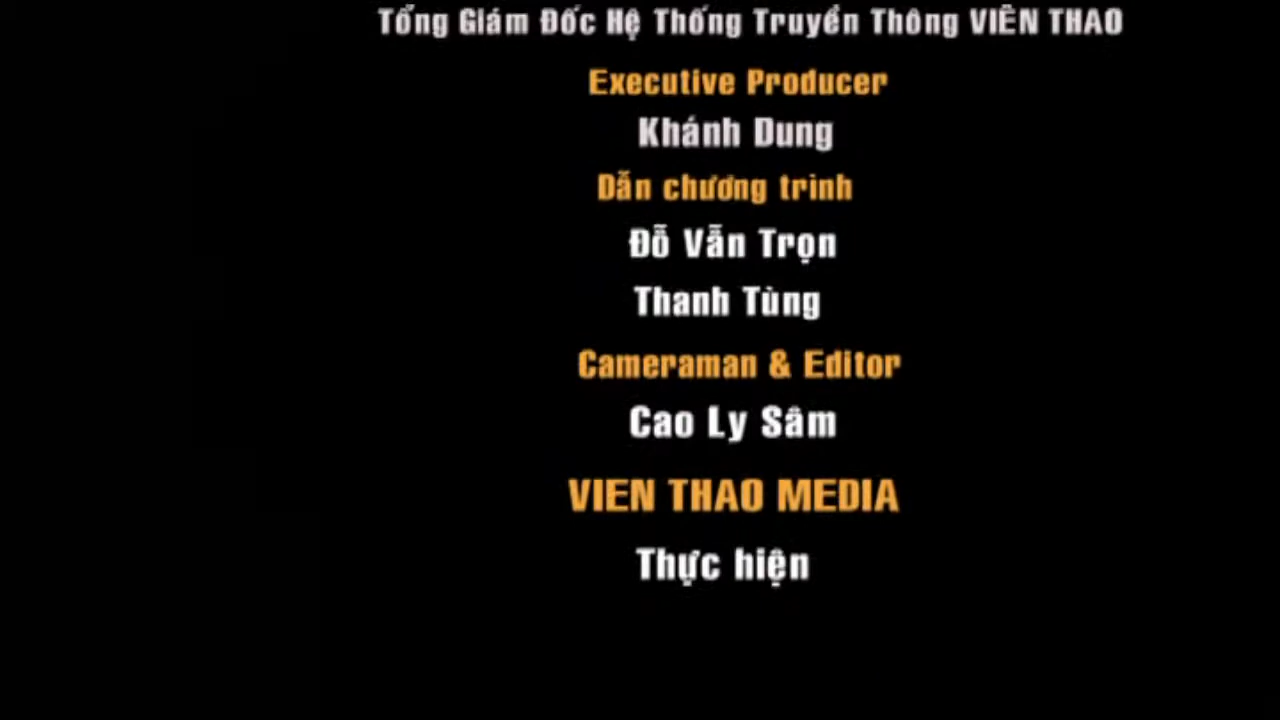 Tổng Giám Đốc Hệ Thống Truyền Thông VIÊN THAO
Executive Producer
Khánh Dung
Dẫn chương trình
Đỗ Vẫn Trọn
Thanh Tùng
Cameraman & Editor
Cao Ly Sâm
VIEN THAO MEDIA
Thực hiện